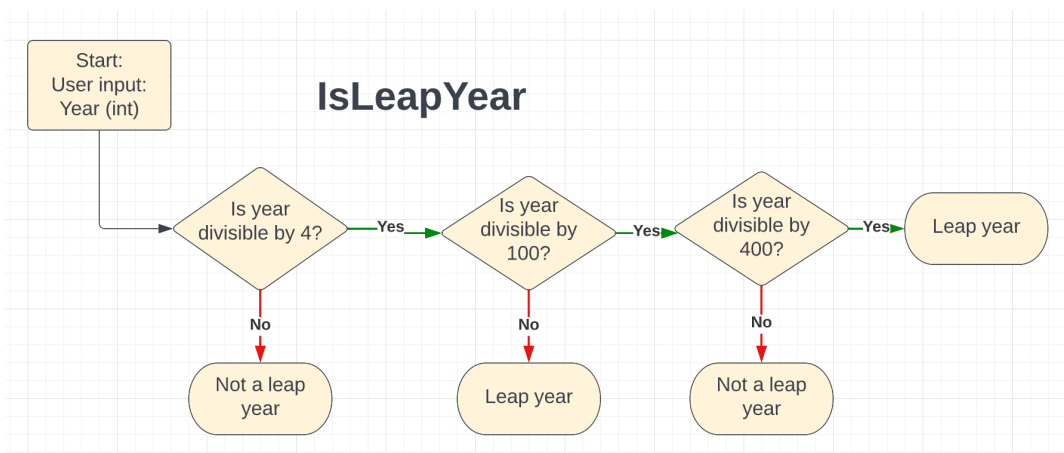 Start:
User input:
Year (int)
IsLeapYear
Is year
divisible by 4?
Yes
Is year
divisible by
100?
Yes
Is year
divisible by
400?
Yes
Leap year
No
No
No
Not a leap
year
Leap year
Not a leap
year